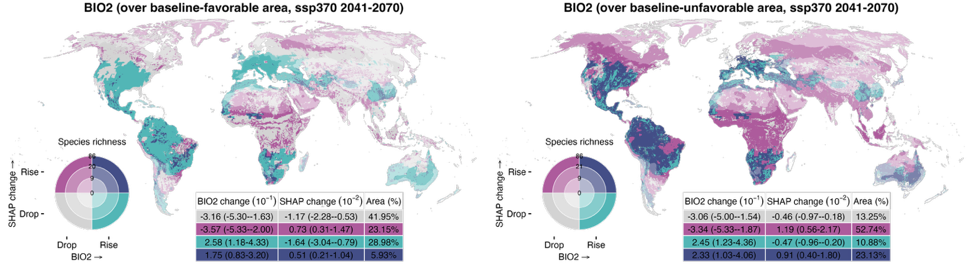 BIO2 (over baseline-favorable area, ssp370 2041-2070)
Species richness
SHAP change →
Rise
Drop
Drop
Rise
BIO2 →
0
BIO2 change (10⁻¹) SHAP change (10⁻²) Area (%)
-3.16 (-5.30--1.63) -1.17 (-2.28--0.53) 41.95%
-3.57 (-5.33--2.00) 0.73 (0.31-1.47) 23.15%
2.58 (1.18-4.33) -1.64 (-3.04--0.79) 28.98%
1.75 (0.83-3.20) 0.51 (0.21-1.04) 5.93%
BIO2 (over baseline-unfavorable area, ssp370 2041-2070)
Species richness
SHAP change →
Rise
Drop
Drop
Rise
BIO2 →
0
BIO2 change (10⁻¹) SHAP change (10⁻²) Area (%)
-3.06 (-5.00--1.54) -0.46 (-0.97--0.18) 13.25%
-3.34 (-5.33--1.87) 1.19 (0.56-2.17) 52.74%
2.45 (1.23-4.36) -0.47 (-0.96--0.20) 10.88%
2.33 (1.03-4.06) 0.91 (0.40-1.80) 23.13%